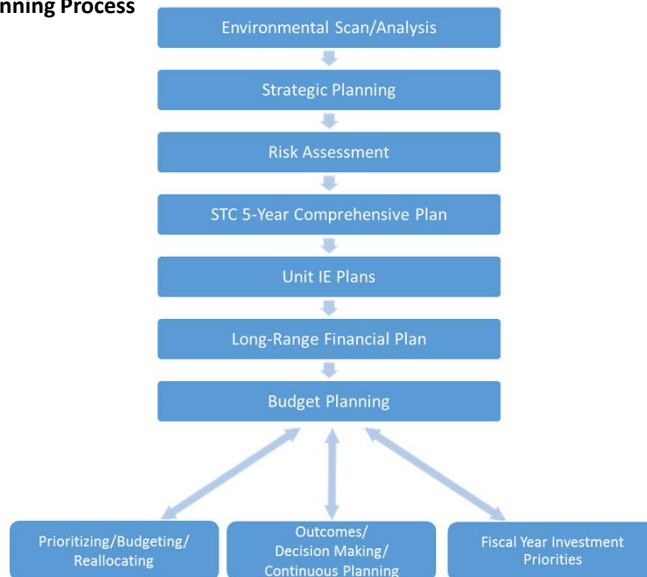 nning Process
Environmental Scan/Analysis
Strategic Planning
Risk Assessment
STC 5-Year Comprehensive Plan
Unit IE Plans
Long-Range Financial Plan
Budget Planning
Prioritizing/Budgeting/
Reallocating
Outcomes/
Decision Making/
Continuous Planning
Fiscal Year Investment
Priorities